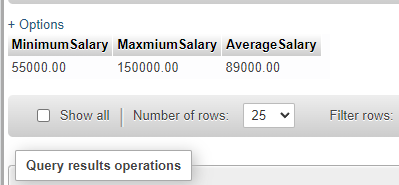 + Options
MinimumSalary MaxmiumSalary AverageSalary
55000.00 150000.00 89000.00
Show all Number of rows: 25 Filter rows:
Query results operations